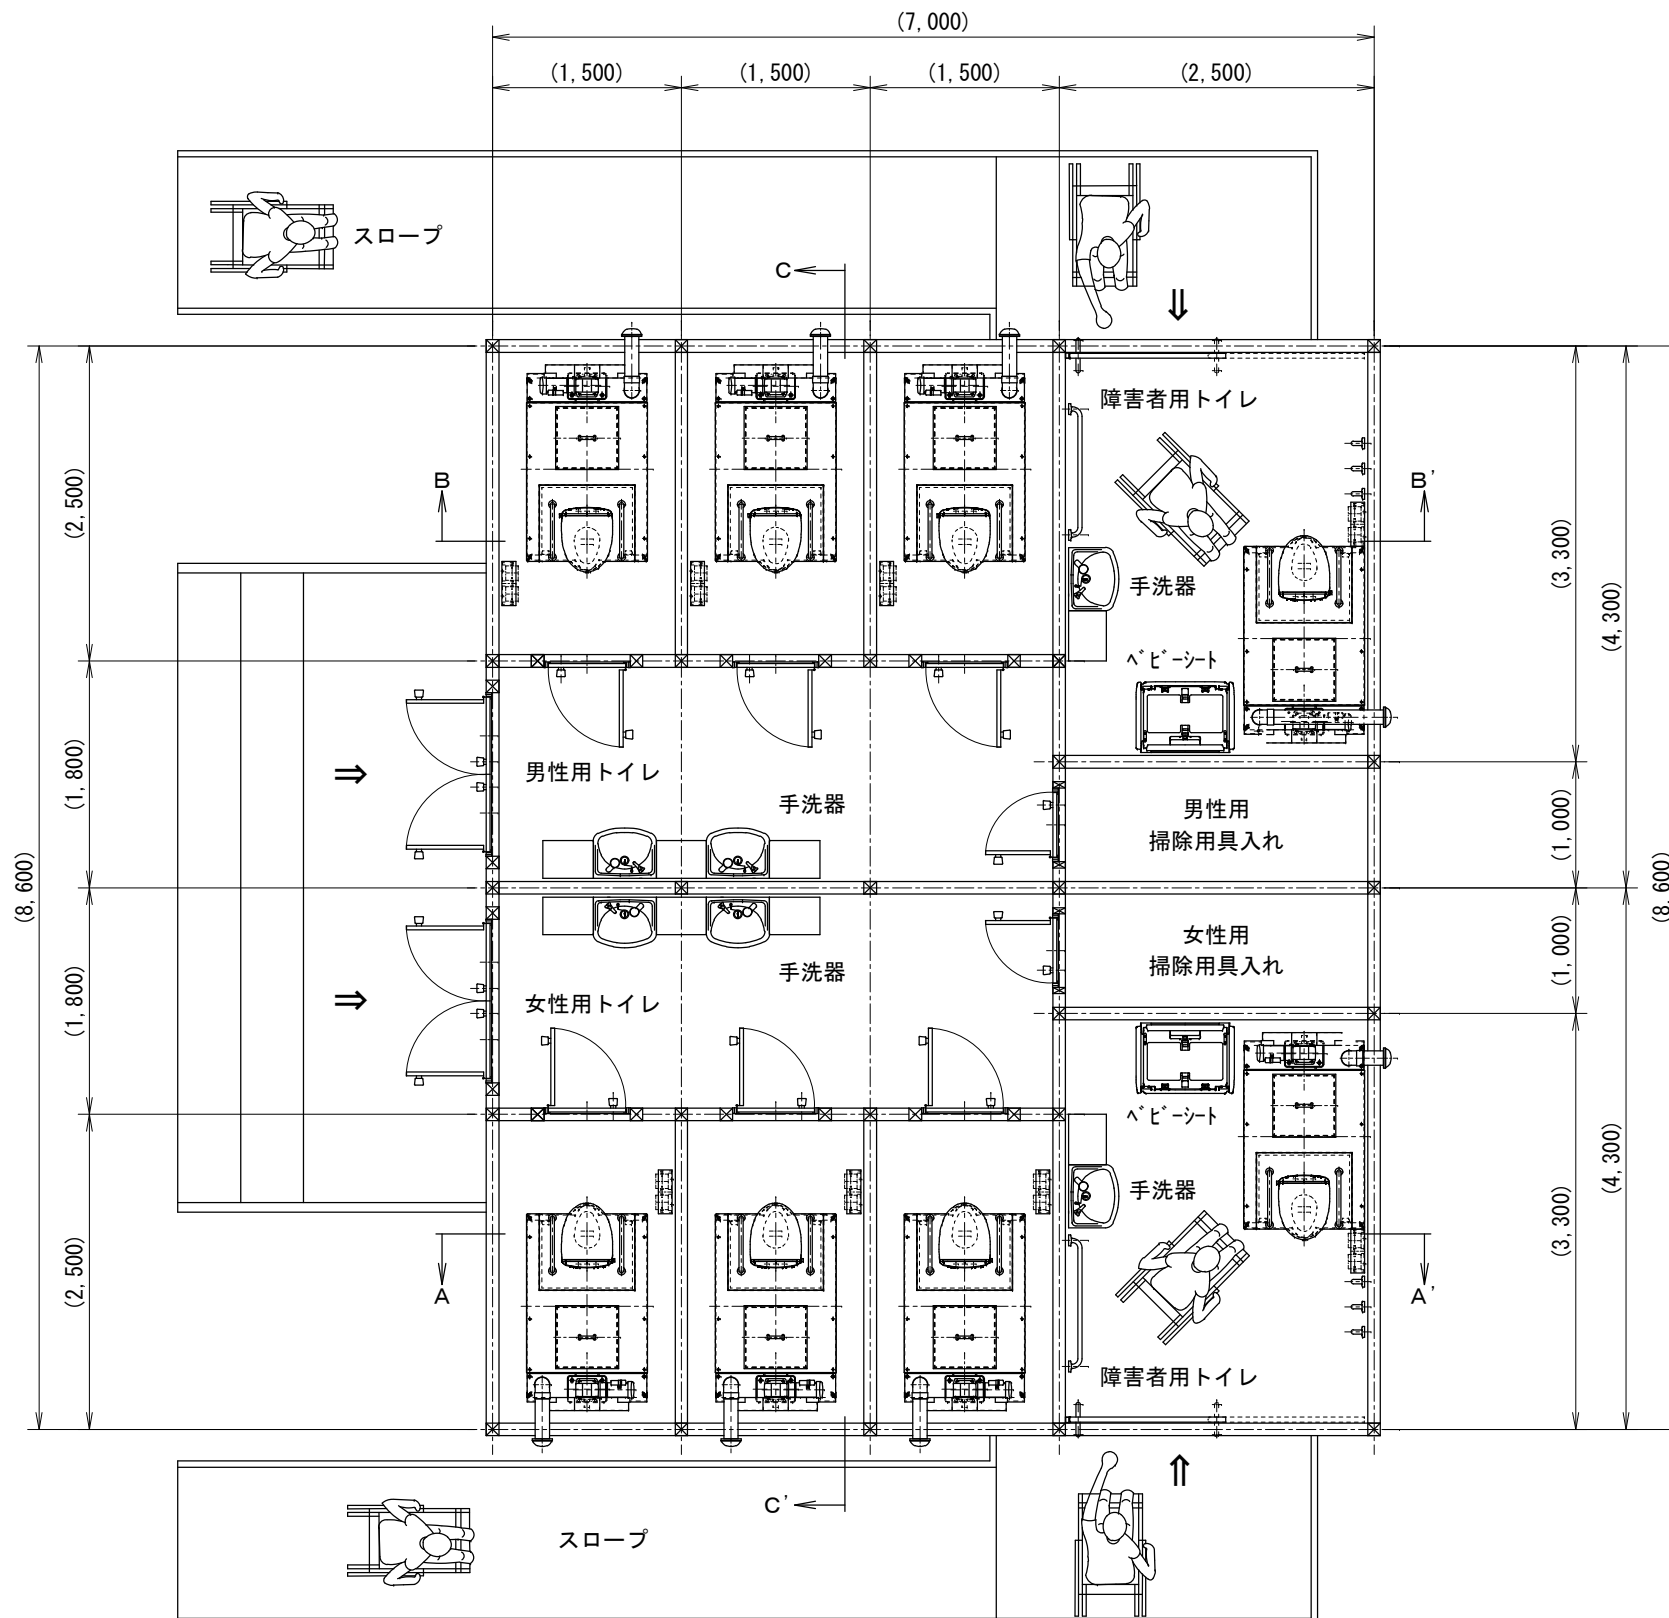 (7,000)
(1,500)
(1,500)
(1,500)
(2,500)
スロープ
C
⇓
障害者用トイレ
B
B'
(2,500)
(3,300)
(4,300)
手洗器
ベビーシート
(1,800)
⇒
男性用トイレ
手洗器
男性用
掃除用具入れ
(1,000)
(8,600)
(8,600)
(1,800)
⇒
女性用トイレ
手洗器
女性用
掃除用具入れ
(1,000)
ベビーシート
手洗器
(4,300)
(3,300)
(2,500)
A
A'
障害者用トイレ
⇑
C'
スロープ